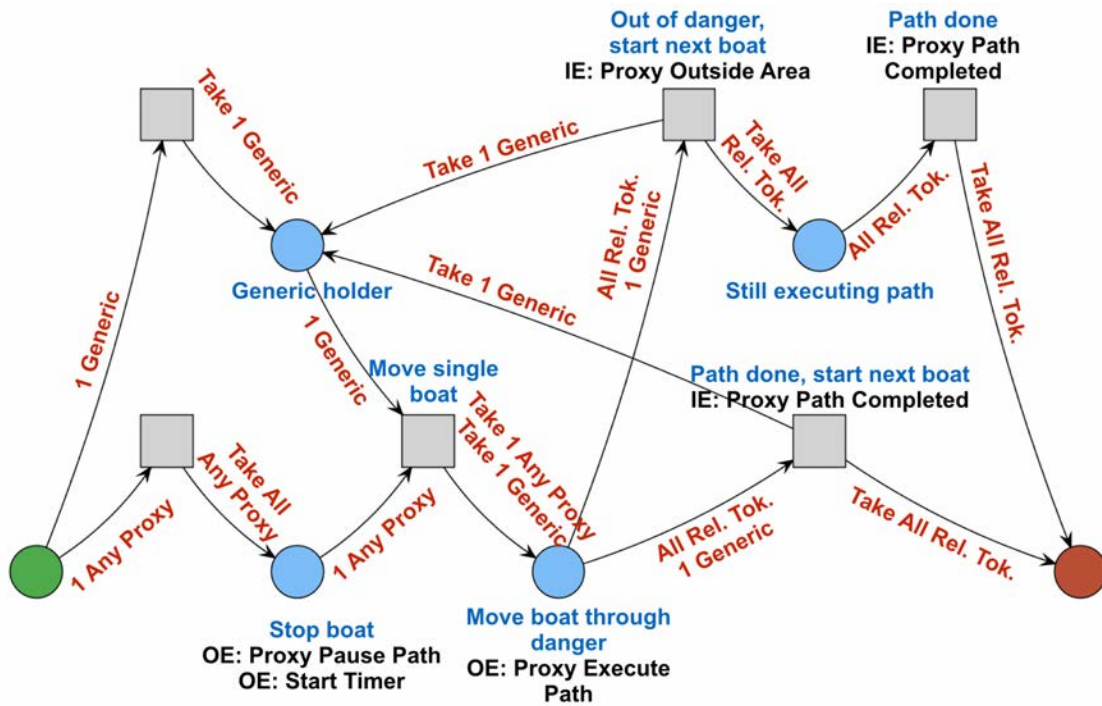 Out of danger,
start next boat
IE: Proxy Outside Area
Path done
IE: Proxy Path
Completed
Take 1 Generic
Take 1 Generic
Take All
Rel. Tok.
All Rel. Tok.
Take All Rel. Tok.
All Rel. Tok.
1 Generic
1 Generic
Generic holder
Take 1 Generic
Still executing path
1 Generic
Move single
boat
Path done, start next boat
IE: Proxy Path Completed
1 Any Proxy
Take All
Any Proxy
1 Any Proxy
Take 1 Any Proxy
Take 1 Generic
All Rel. Tok.
1 Generic
Take All Rel. Tok.
Stop boat
OE: Proxy Pause Path
OE: Start Timer
Move boat through
danger
OE: Proxy Execute
Path